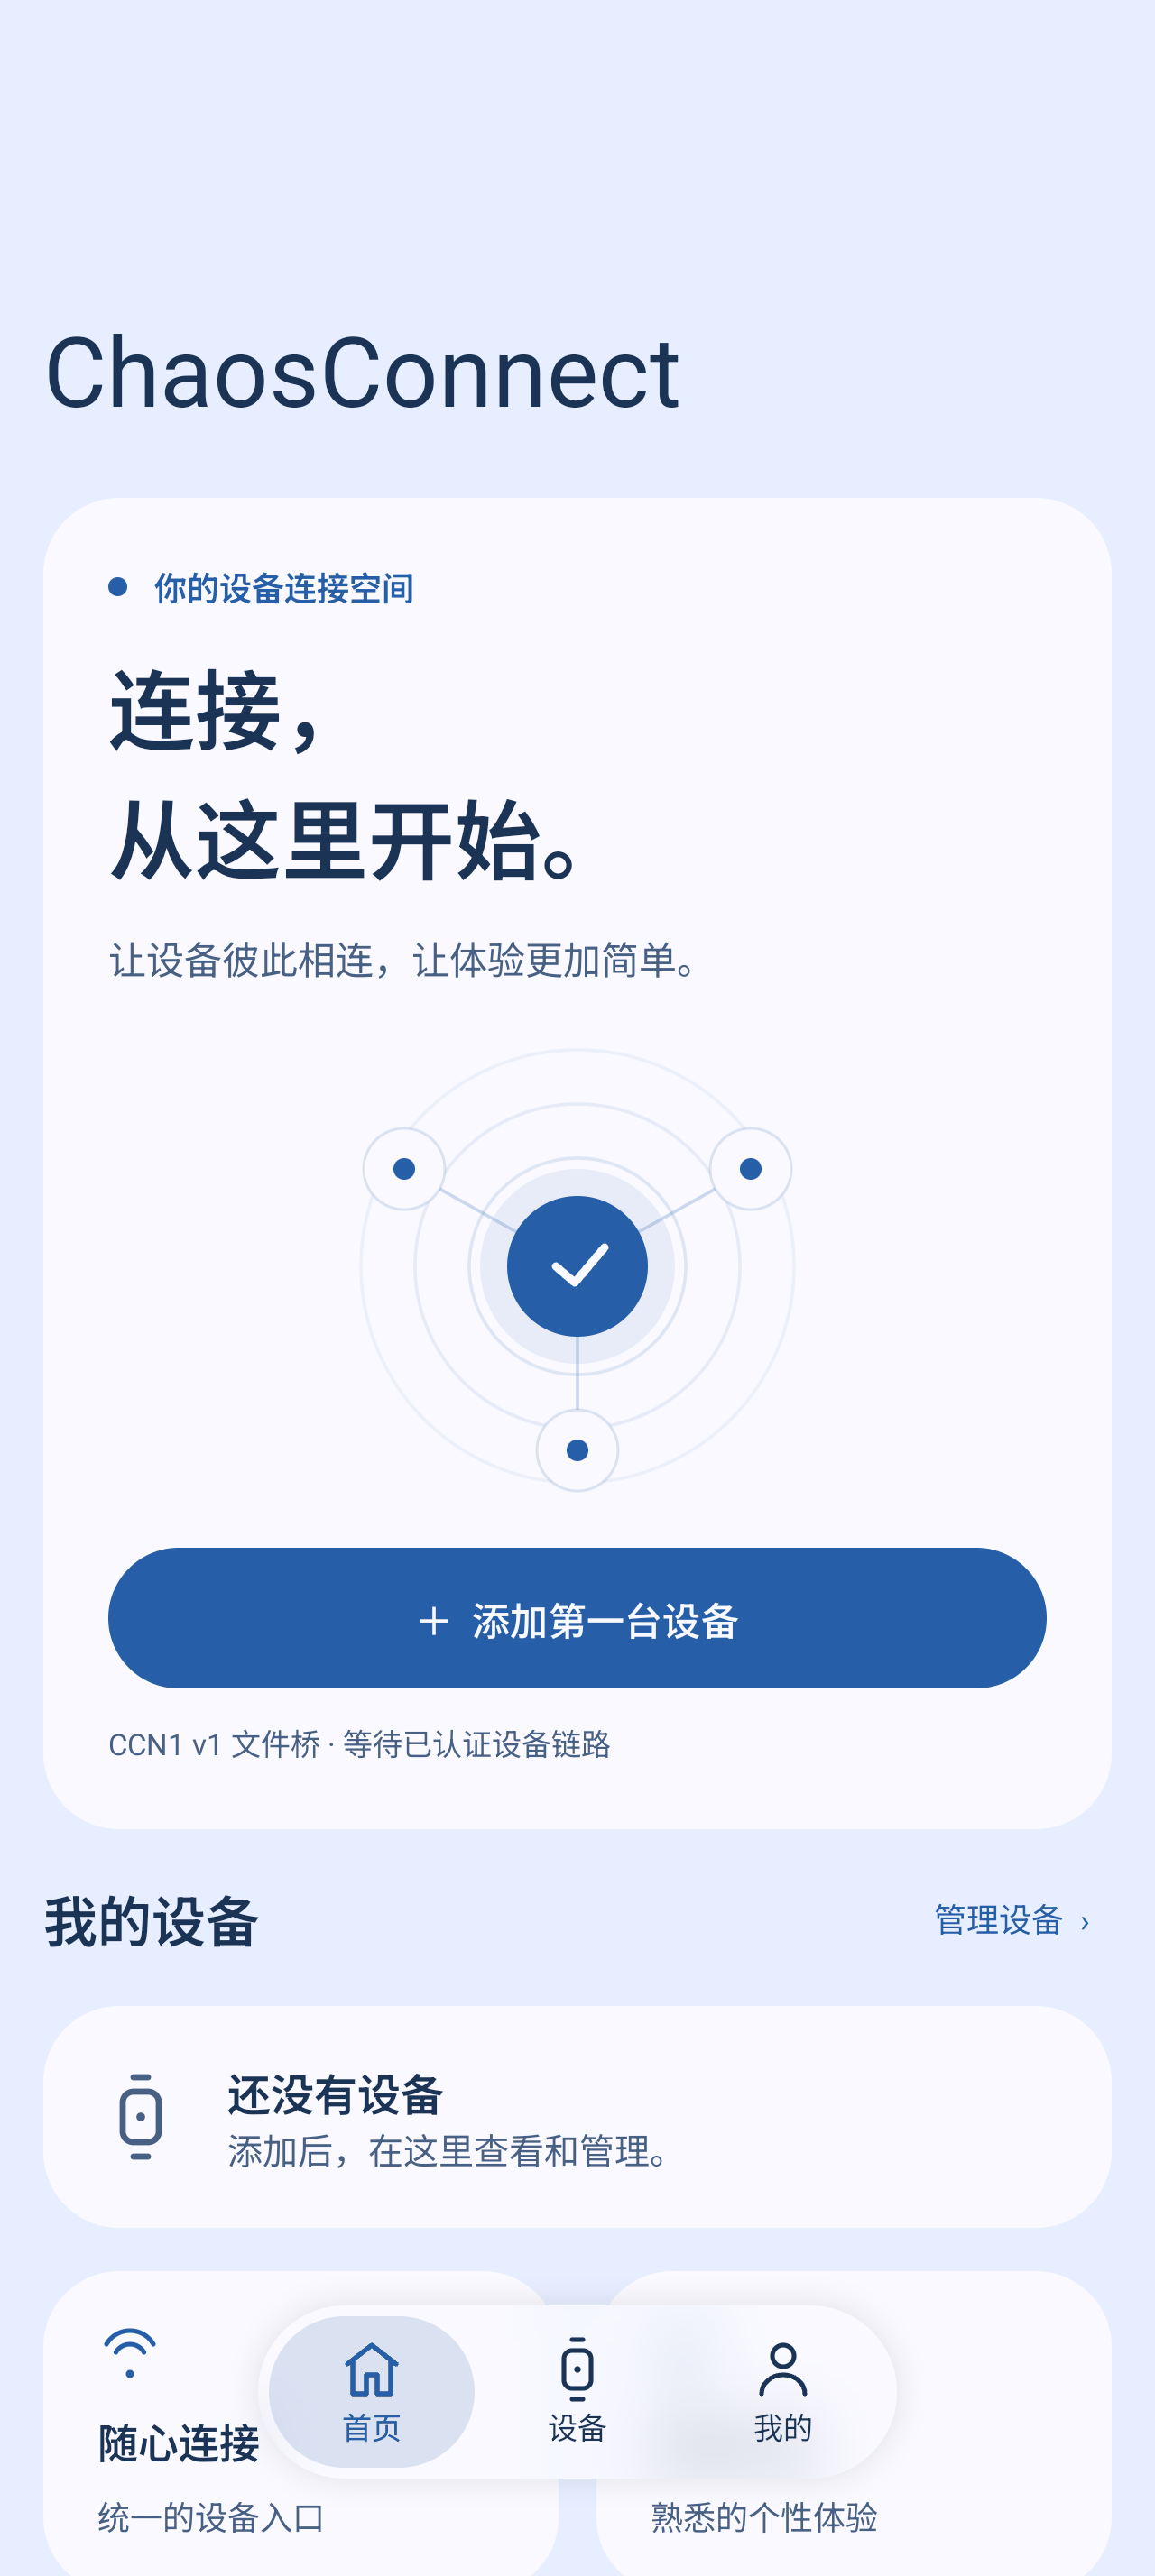 ChaosConnect
你的设备连接空间
连接，
从这里开始。
让设备彼此相连，让体验更加简单。
+ 添加第一台设备
CCN1 v1 文件桥 · 等待已认证设备链路
我的设备
管理设备 ›
还没有设备
添加后，在这里查看和管理。
随心连接
统一的设备入口
熟悉的个性体验
首页
设备
我的